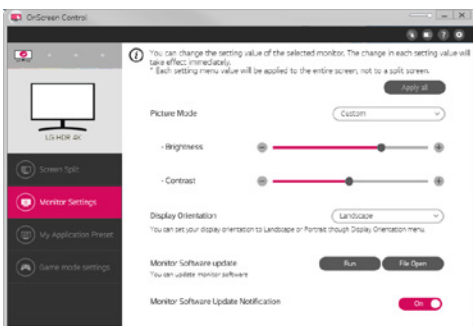 OnScreen Control
You can change the setting value of the selected monitor. The change in each setting value will
take effect immediately.
* Each setting menu value will be applied to the entire screen; not to a split screen.
Apply all
LG HDR 4K
Picture Mode
Custom
- Brightness
- Contrast
Screen Split
Monitor Settings
My Application Preset
Game mode settings
Display Orientation
Landscape
You can set your display orientation to Landscape or Portrait though Display Orientation menu.
Monitor Software update
Run
File Open
You can update monitor software
Monitor Software Update Notification
On